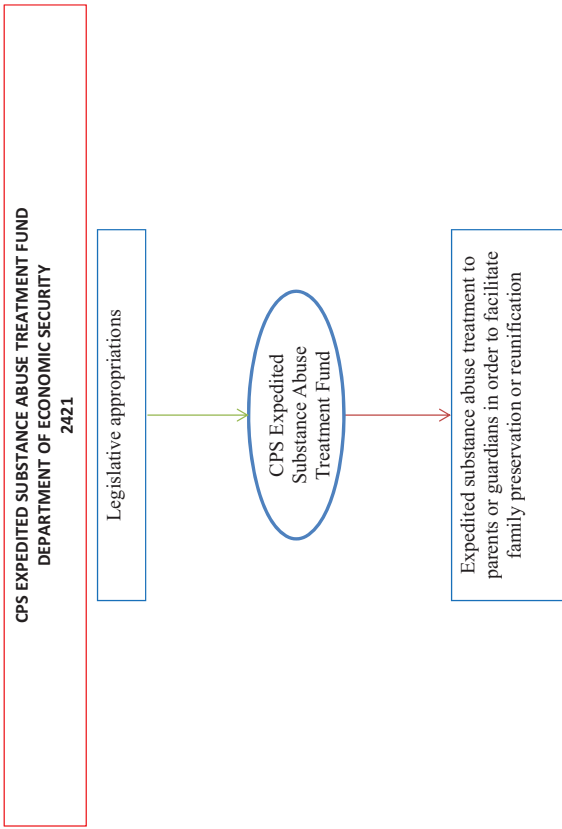 CPS EXPEDITED SUBSTANCE ABUSE TREATMENT FUND
DEPARTMENT OF ECONOMIC SECURITY
2421
Legislative appropriations
CPS Expedited
Substance Abuse
Treatment Fund
Expedited substance abuse treatment to
parents or guardians in order to facilitate
family preservation or reunification